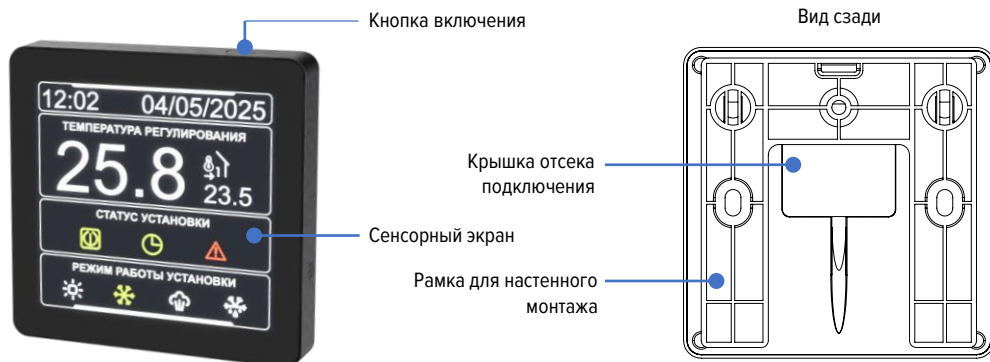 Кнопка включения
Вид сзади
12:02 04/05/2025
ТЕМПЕРАТУРА РЕГУЛИРОВАНИЯ
25.8
23.5
СТАТУС УСТАНОВКИ
РЕЖИМ РАБОТЫ УСТАНОВКИ
Крышка отсека
подключения
Сенсорный экран
Рамка для настенного
монтажа